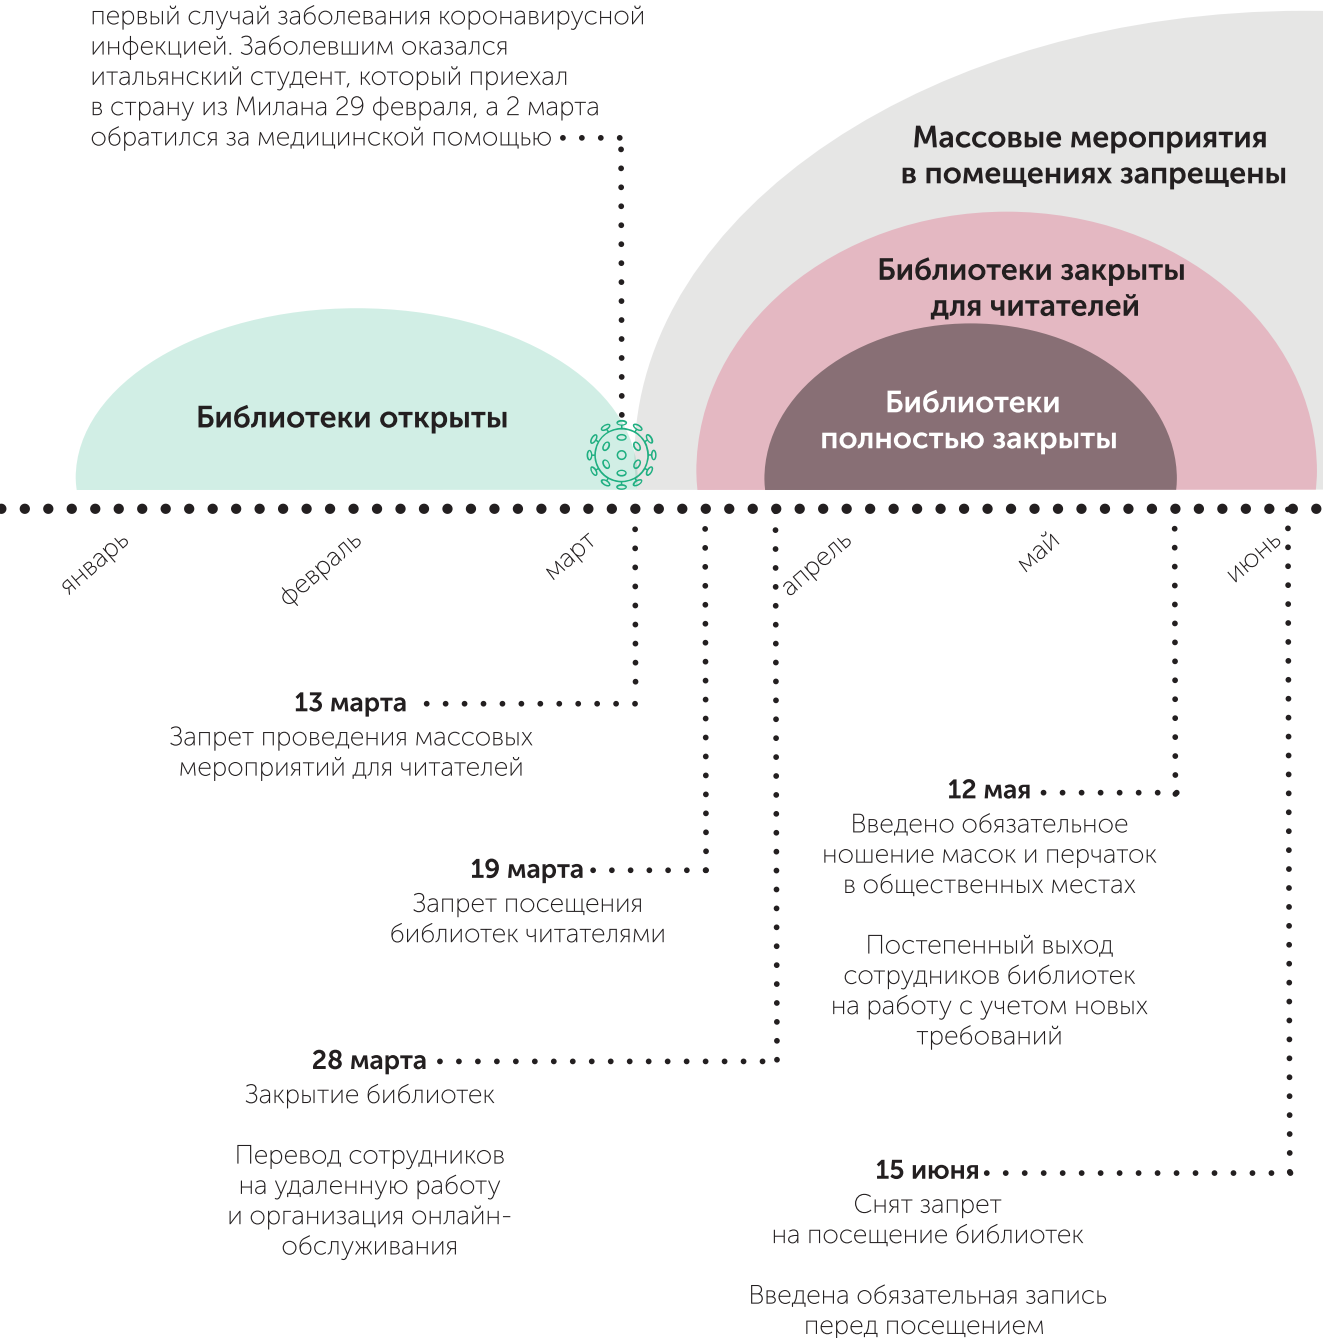 первый случай заболевания коронавирусной
инфекцией. Заболевшим оказался
итальянский студент, который приехал
в страну из Милана 29 февраля, а 2 марта
обратился за медицинской помощью
Массовые мероприятия
в помещениях запрещены
Библиотеки закрыты
для читателей
Библиотеки открыты
Библиотеки
полностью закрыты
январь
февраль
март
апрель
май
июнь
13 марта
Запрет проведения массовых
мероприятий для читателей
12 мая
Введено обязательное
ношение масок и перчаток
в общественных местах
Постепенный выход
сотрудников библиотек
на работу с учетом новых
требований
19 марта
Запрет посещения
библиотек читателями
28 марта
Закрытие библиотек
Перевод сотрудников
на удаленную работу
и организация онлайн-
обслуживания
15 июня
Снят запрет
на посещение библиотек
Введена обязательная запись
перед посещением